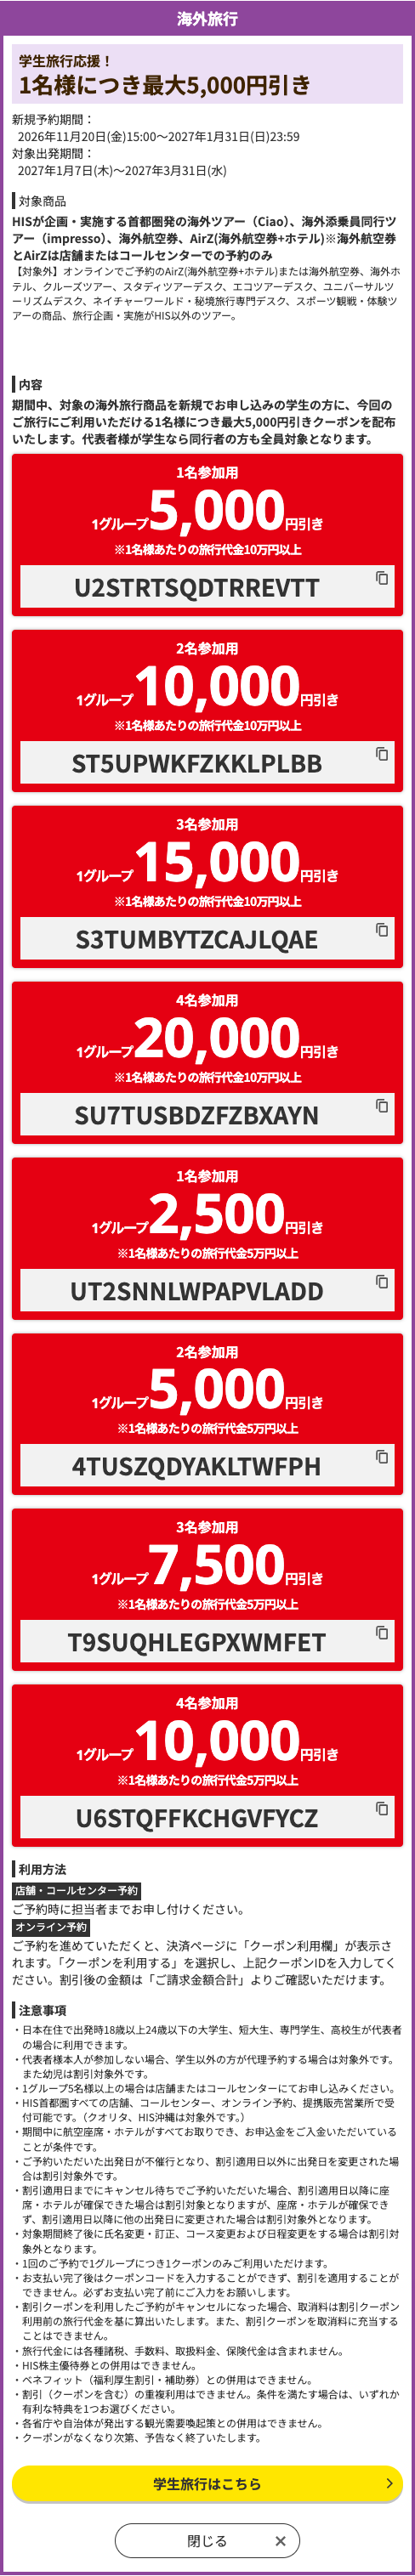 海外旅行
学生旅行応援！
1名様につき最大5,000円引き
新規予約期間：
2026年11月20日(金)15:00〜2027年1月31日(日)23:59
対象出発期間：
2027年1月7日(木)〜2027年3月31日(水)
対象商品
HISが企画・実施する首都圏発の海外ツアー（Ciao）、海外添乗員同行ツ
アー（impresso）、海外航空券、AirZ(海外航空券+ホテル)※海外航空券
とAirZは店舗またはコールセンターでの予約のみ
【対象外】オンラインでご予約のAirZ(海外航空券+ホテル)または海外航空券、海外ホ
テル、クルーズツアー、スタディツアーデスク、エコツアーデスク、ユニバーサルツ
ーリズムデスク、ネイチャーワールド・秘境旅行専門デスク、スポーツ観戦・体験ツ
アーの商品、旅行企画・実施がHIS以外のツアー。
内容
期間中、対象の海外旅行商品を新規でお申し込みの学生の方に、今回の
ご旅行にご利用いただける1名様につき最大5,000円引きクーポンを配布
いたします。代表者様が学生なら同行者の方も全員対象となります。
1名参加用
1グループ5,000円引き
※1名様あたりの旅行代金10万円以上
U2STRTSQDTRREVTT
2名参加用
1グループ10,000円引き
※1名様あたりの旅行代金10万円以上
ST5UPWKFZKKLPLBB
3名参加用
1グループ15,000円引き
※1名様あたりの旅行代金10万円以上
S3TUMBYTZCAJLQAE
4名参加用
1グループ20,000円引き
※1名様あたりの旅行代金10万円以上
SU7TUSBDZFZBXAYN
1名参加用
1グループ2,500円引き
※1名様あたりの旅行代金5万円以上
UT2SNNLWPAPVLADD
2名参加用
1グループ5,000円引き
※1名様あたりの旅行代金5万円以上
4TUSZQDYAKLTWFPH
3名参加用
1グループ7,500円引き
※1名様あたりの旅行代金5万円以上
T9SUQHLEGPXWMFET
4名参加用
1グループ10,000円引き
※1名様あたりの旅行代金5万円以上
U6STQFFKCHGVFYCZ
利用方法
店舗・コールセンター予約
ご予約時に担当者までお申し付けください。
オンライン予約
ご予約を進めていただくと、決済ページに「クーポン利用欄」が表示さ
れます。「クーポンを利用する」を選択し、上記クーポンIDを入力してく
ださい。割引後の金額は「ご請求金額合計」よりご確認いただけます。
注意事項
・日本在住で出発時18歳以上24歳以下の大学生、短大生、専門学生、高校生が代表者
の場合に利用できます。
・代表者様本人が参加しない場合、学生以外の方が代理予約する場合は対象外です。
また幼児は割引対象外です。
・1グループ5名様以上の場合は店舗またはコールセンターにてお申し込みください。
・HIS首都圏すべての店舗、コールセンター、オンライン予約、提携販売営業所で受
付可能です。（クオリタ、HIS沖縄は対象外です。）
・期間中に航空座席・ホテルがすべてお取りでき、お申込金をご入金いただいている
ことが条件です。
・ご予約いただいた出発日が不催行となり、割引適用日以外に出発日を変更された場
合は割引対象外です。
・割引適用日までにキャンセル待ちでご予約いただいた場合、割引適用日以降に座
席・ホテルが確保できた場合は割引対象となりますが、座席・ホテルが確保でき
ず、割引適用日以降に他の出発日に変更された場合は割引対象外となります。
・対象期間終了後に氏名変更・訂正、コース変更および日程変更をする場合は割引対
象外となります。
・1回のご予約で1グループにつき1クーポンのみご利用いただけます。
・お支払い完了後はクーポンコードを入力することができず、割引を適用することが
できません。必ずお支払い完了前にご入力をお願いします。
・割引クーポンを利用したご予約がキャンセルになった場合、取消料は割引クーポン
利用前の旅行代金を基に算出いたします。また、割引クーポンを取消料に充当する
ことはできません。
・旅行代金には各種諸税、手数料、取扱料金、保険代金は含まれません。
・HIS株主優待券との併用はできません。
・ベネフィット（福利厚生割引・補助券）との併用はできません。
・割引（クーポンを含む）の重複利用はできません。条件を満たす場合は、いずれか
有利な特典を1つお選びください。
・各省庁や自治体が発出する観光需要喚起策との併用はできません。
・クーポンがなくなり次第、予告なく終了いたします。
学生旅行はこちら
閉じる